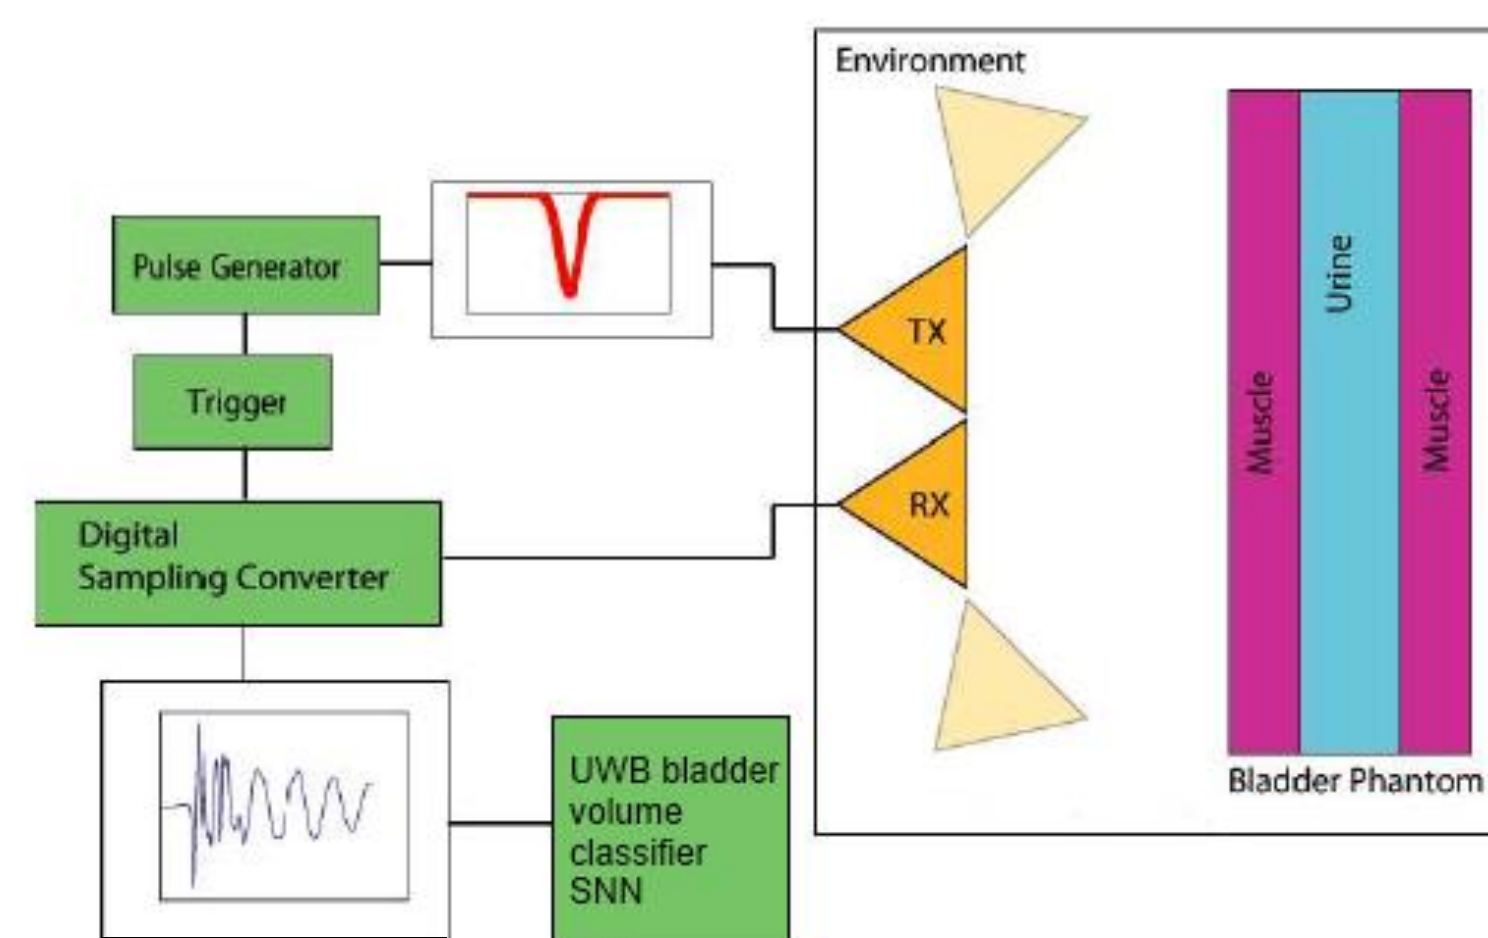 Environment
Pulse Generator
Trigger
Digital
Sampling Converter
TX
RX
Muscle
Urine
Muscle
Bladder Phantom
UWB bladder
volume
classifier
SNN